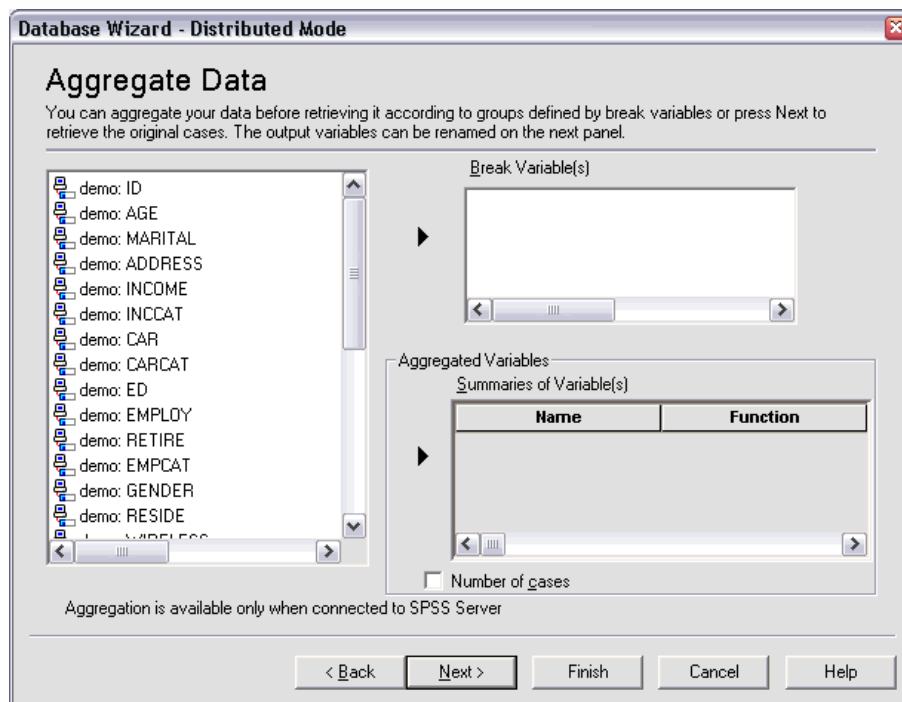 Database Wizard - Distributed Mode
Aggregate Data
You can aggregate your data before retrieving it according to groups defined by break variables or press Next to
retrieve the original cases. The output variables can be renamed on the next panel.
demo: ID
demo: AGE
demo: MARITAL
demo: ADDRESS
demo: INCOME
demo: INCCAT
demo: CAR
demo: CARCAT
demo: ED
demo: EMPLOY
demo: RETIRE
demo: EMPCAT
demo: GENDER
demo: RESIDE
Break Variable(s)
Aggregated Variables
Summaries of Variable(s)
Name Function
Number of cases
Aggregation is available only when connected to SPSS Server
< Back Next > Finish Cancel Help